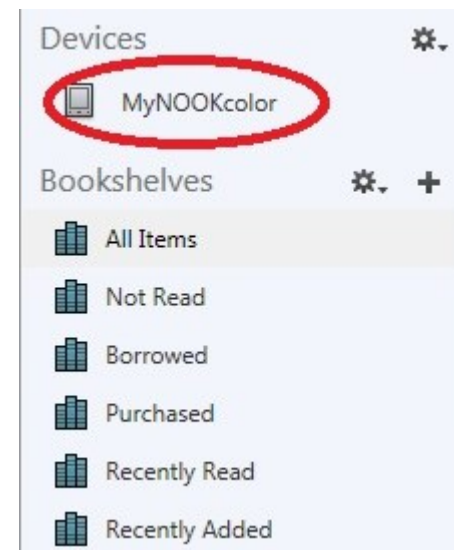 Devices
MyNOOKcolor
Bookshelves
All Items
Not Read
Borrowed
Purchased
Recently Read
Recently Added